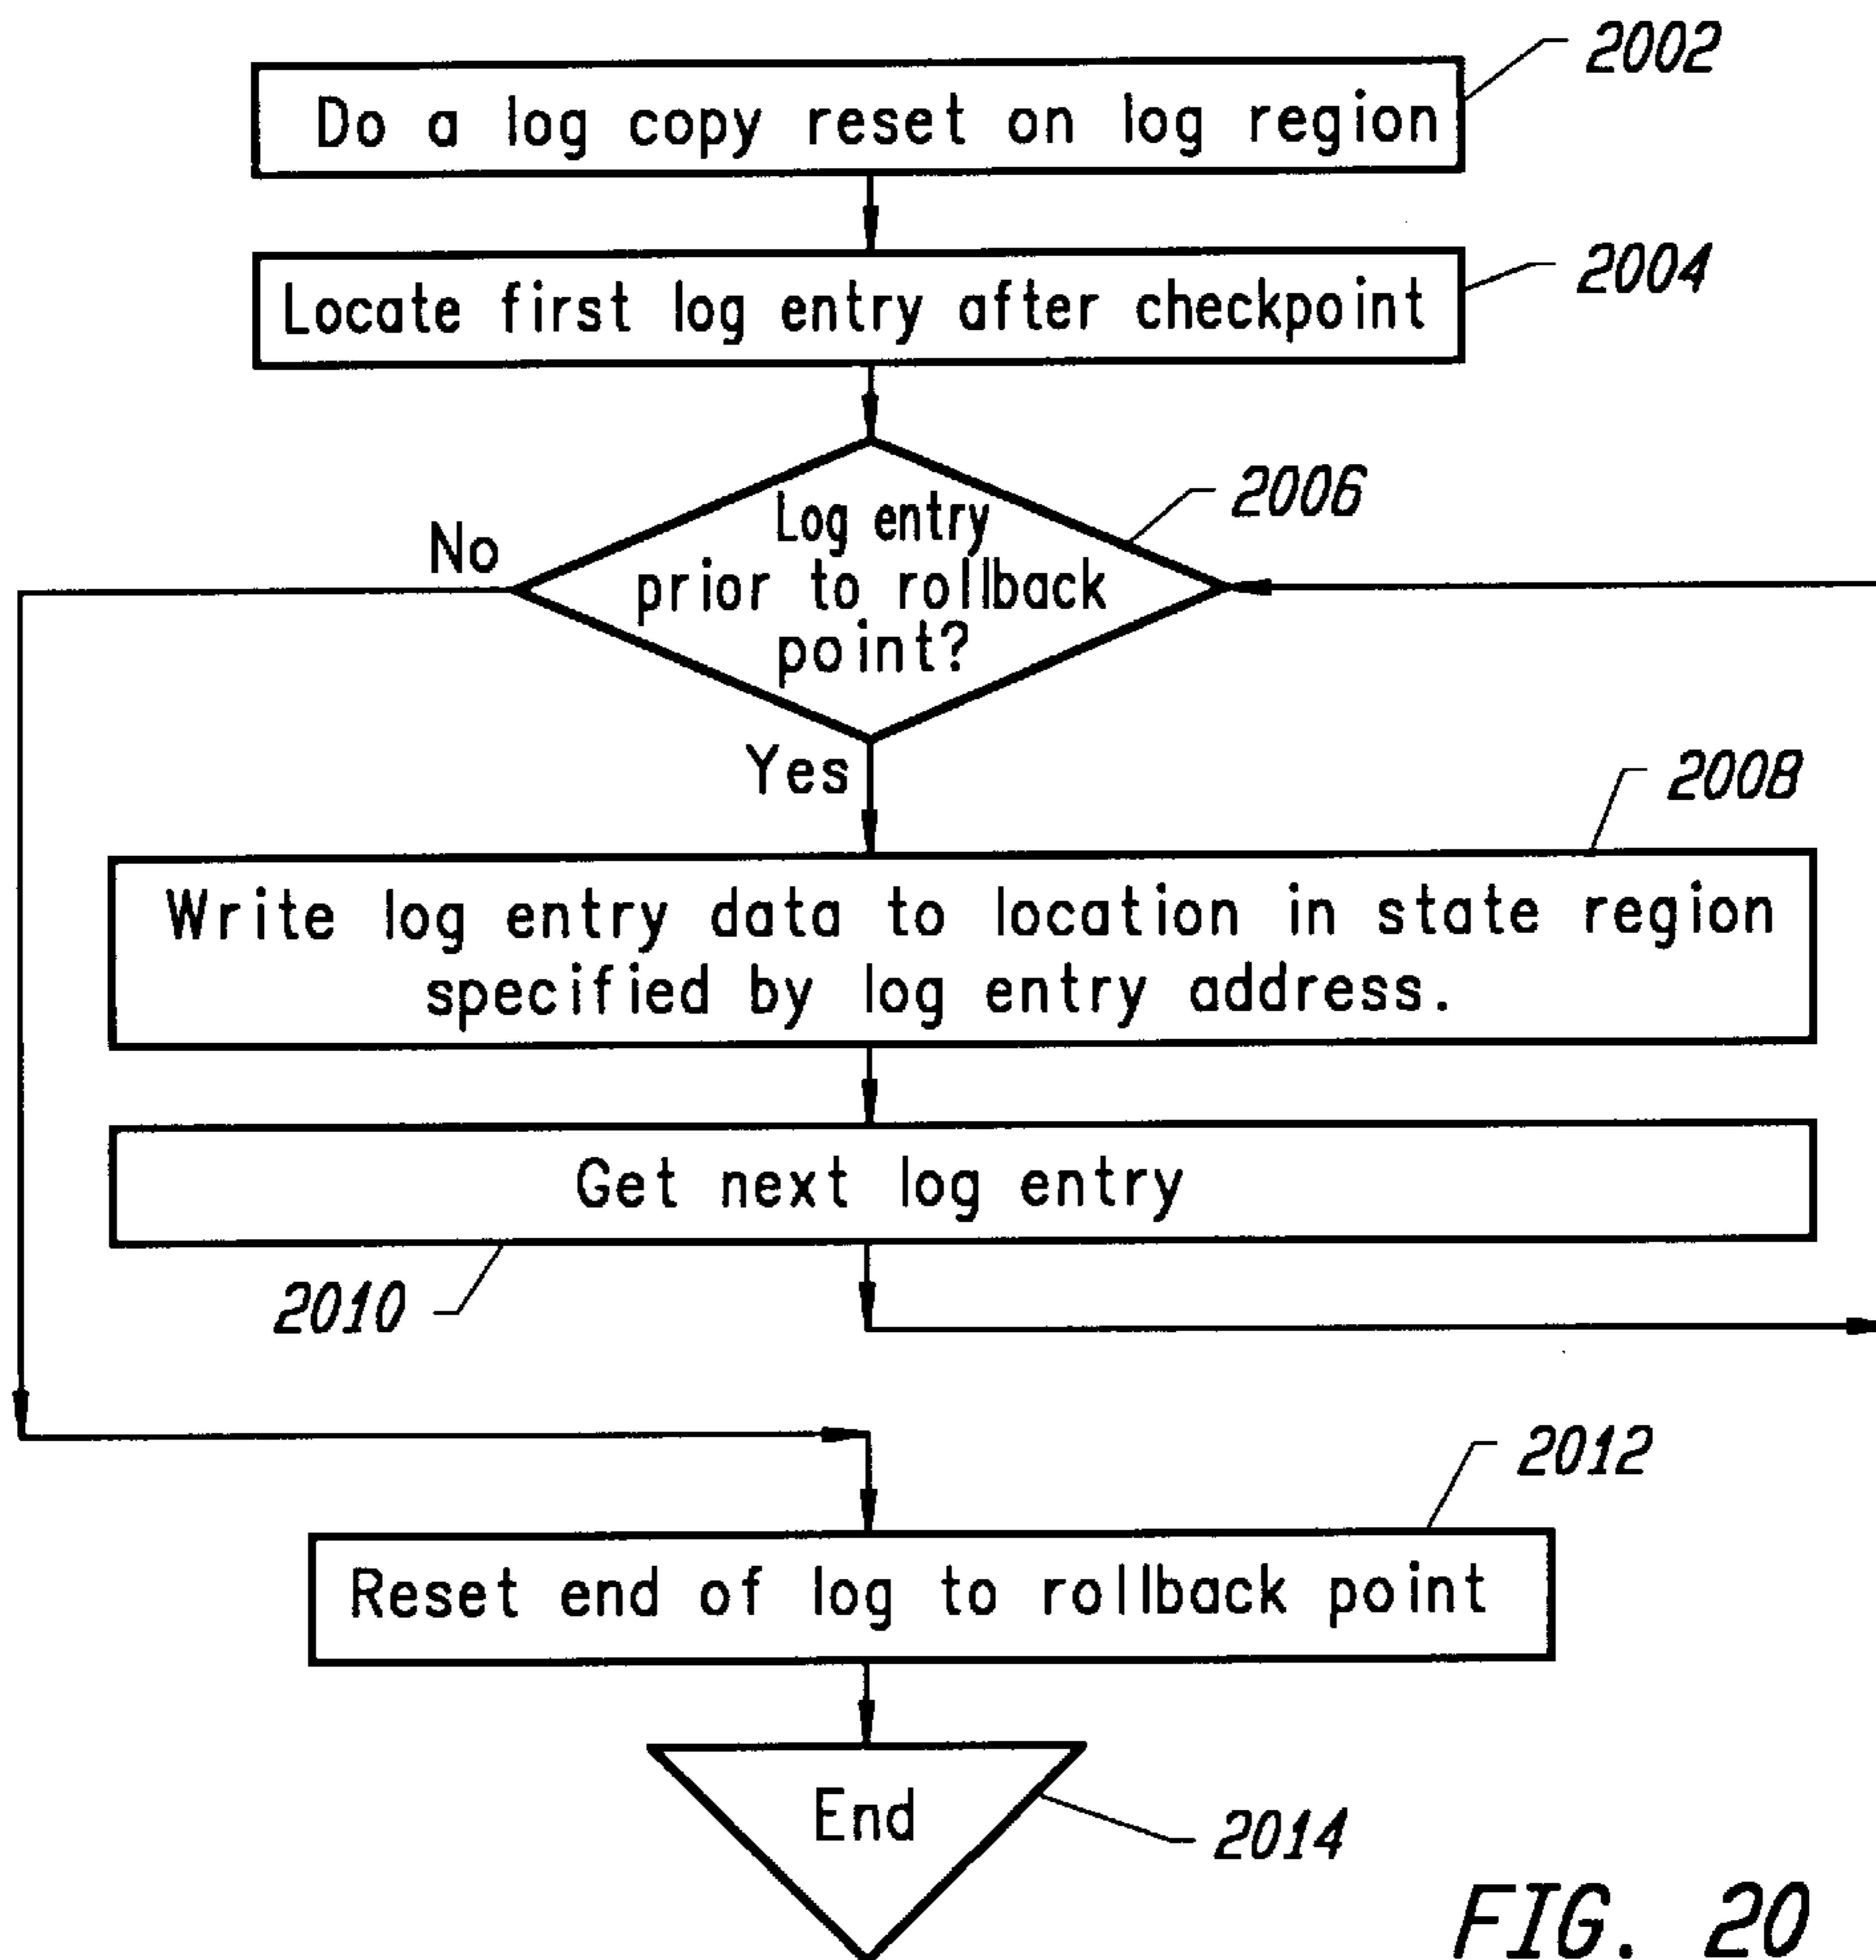 2002
Do a log copy reset on log region
2004
Locate first log entry after checkpoint
2006
Log entry
prior to rollback
point?
No
Yes
2008
Write log entry data to location in state region
specified by log entry address.
Get next log entry
2010
2012
Reset end of log to rollback point
End
2014
FIG. 20